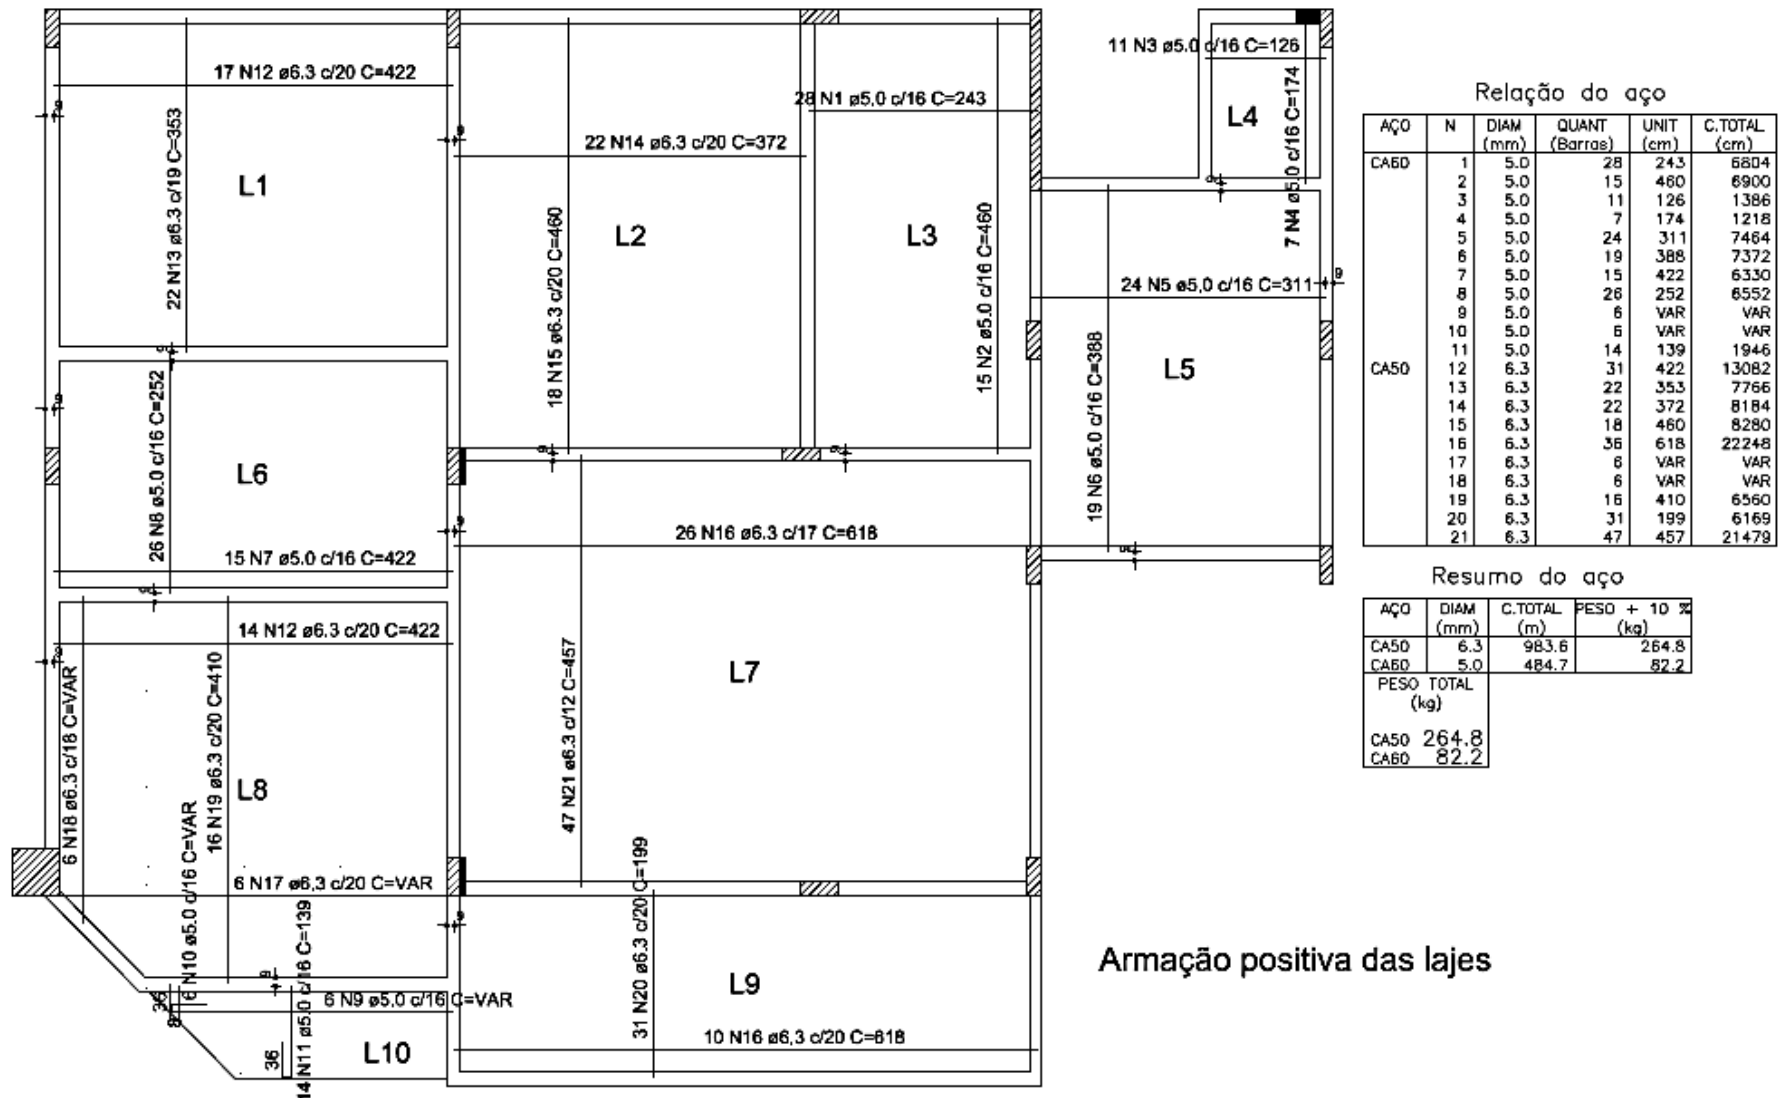 17 N12 ø6.3 c/20 C=422
22 N13 ø6.3 c/19 C=353
L1
9
9
22 N14 ø6.3 c/20 C=372
18 N15 ø6.3 c/20 C=460
L2
28 N1 ø5,0 c/16 C=243
15 N2 ø5.0 c/16 C=460
L3
11 N3 ø5.0 c/16 C=126
7 N4 ø5.0 c/16 C=174
L4
9
24 N5 ø5,0 c/16 C=311
9
19 N6 ø5.0 c/16 C=388
L5
9
9
9
26 N8 ø5.0 c/16 C=252
L6
15 N7 ø5.0 c/16 C=422
9
9
9
9
26 N16 ø6.3 c/17 C=618
47 N21 ø6.3 c/12 C=457
L7
14 N12 ø6.3 c/20 C=422
9
6 N18 ø6.3 c/18 C=VAR
16 N19 ø6.3 c/20 C=410
L8
6 N17 ø6,3 c/20 C=VAR
9
9
6 N10 ø5.0 c/16 C=VAR
36
8
6 N9 ø5,0 c/16 C=VAR
14 N11 ø5.0 c/16 C=139
36
L10
31 N20 ø6.3 c/20 C=199
L9
10 N16 ø6,3 c/20 C=618
Armação positiva das lajes
Relação do aço
AÇO N DIAM QUANT UNIT C.TOTAL
(mm) (Barras) (cm) (cm)
CA60 1 5.0 28 243 6804
2 5.0 15 460 6900
3 5.0 11 126 1386
4 5.0 7 174 1218
5 5.0 24 311 7464
6 5.0 19 388 7372
7 5.0 15 422 6330
8 5.0 26 252 6552
9 5.0 6 VAR VAR
10 5.0 6 VAR VAR
11 5.0 14 139 1946
CA50 12 6.3 31 422 13082
13 6.3 22 353 7766
14 6.3 22 372 8184
15 6.3 18 460 8280
16 6.3 36 618 22248
17 6.3 6 VAR VAR
18 6.3 6 VAR VAR
19 6.3 16 410 6560
20 6.3 31 199 6169
21 6.3 47 457 21479
Resumo do aço
AÇO DIAM C.TOTAL PESO + 10 %
(mm) (m) (kg)
CA50 6.3 983.6 264.8
CA60 5.0 484.7 82.2
PESO TOTAL
(kg)
CA50 264.8
CA60 82.2